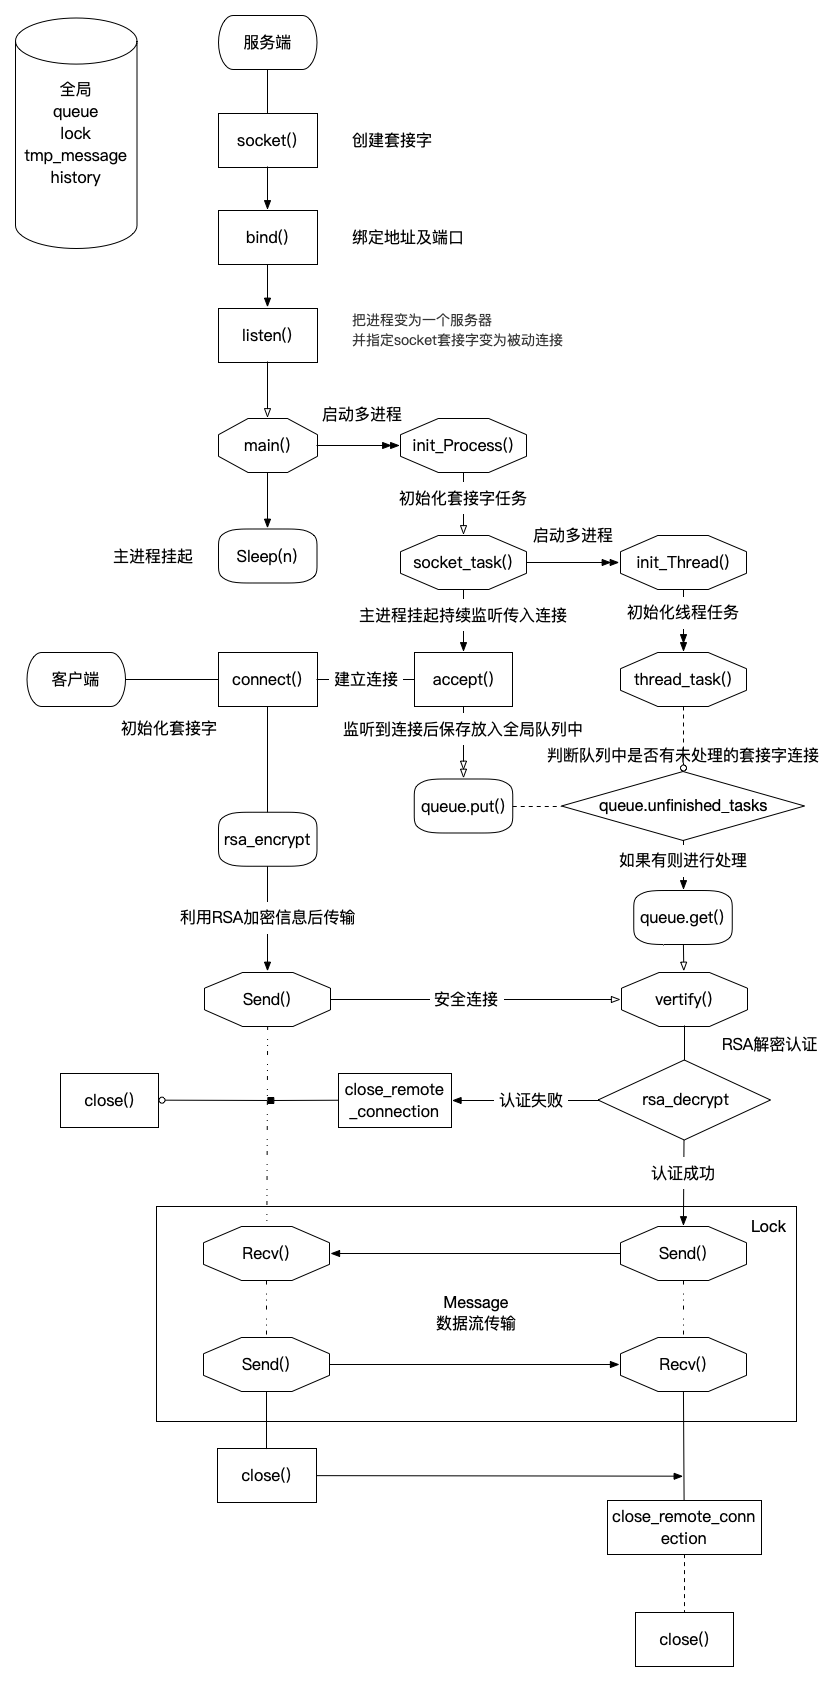 服务端
全局
queue
lock
tmp_message
history
socket()
创建套接字
bind()
绑定地址及端口
listen()
把进程变为一个服务器
并指定socket套接字变为被动连接
main()
启动多进程
init_Process()
初始化套接字任务
主进程挂起
Sleep(n)
socket_task()
启动多进程
init_Thread()
主进程挂起持续监听传入连接
初始化线程任务
客户端
connect()
建立连接
accept()
thread_task()
初始化套接字
监听到连接后保存放入全局队列中
判断队列中是否有未处理的套接字连接
queue.put()
queue.unfinished_tasks
rsa_encrypt
如果有则进行处理
利用RSA加密信息后传输
queue.get()
Send()
安全连接
vertify()
RSA解密认证
close()
close_remote
_connection
认证失败
rsa_decrypt
认证成功
Lock
Recv()
Send()
Message
数据流传输
Send()
Recv()
close()
close_remote_conn
ection
close()